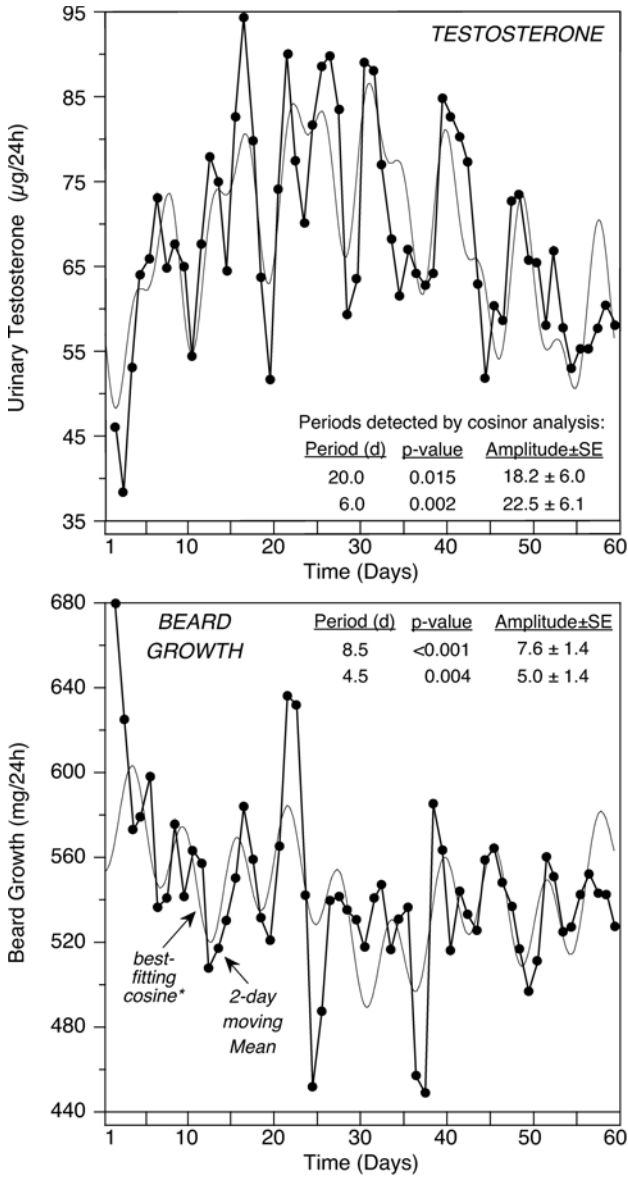 TESTOSTERONE
95
85
75
65
55
45
35
Urinary Testosterone (µg/24h)
Periods detected by cosinor analysis:
Period (d) p-value Amplitude±SE
20.0 0.015 18.2 ± 6.0
6.0 0.002 22.5 ± 6.1
1 10 20 30 40 50 60
Time (Days)
BEARD
GROWTH
Period (d) p-value Amplitude±SE
8.5 <0.001 7.6 ± 1.4
4.5 0.004 5.0 ± 1.4
680
640
600
560
520
480
440
Beard Growth (mg/24h)
best-
fitting
cosine*
2-day
moving
Mean
1 10 20 30 40 50 60
Time (Days)